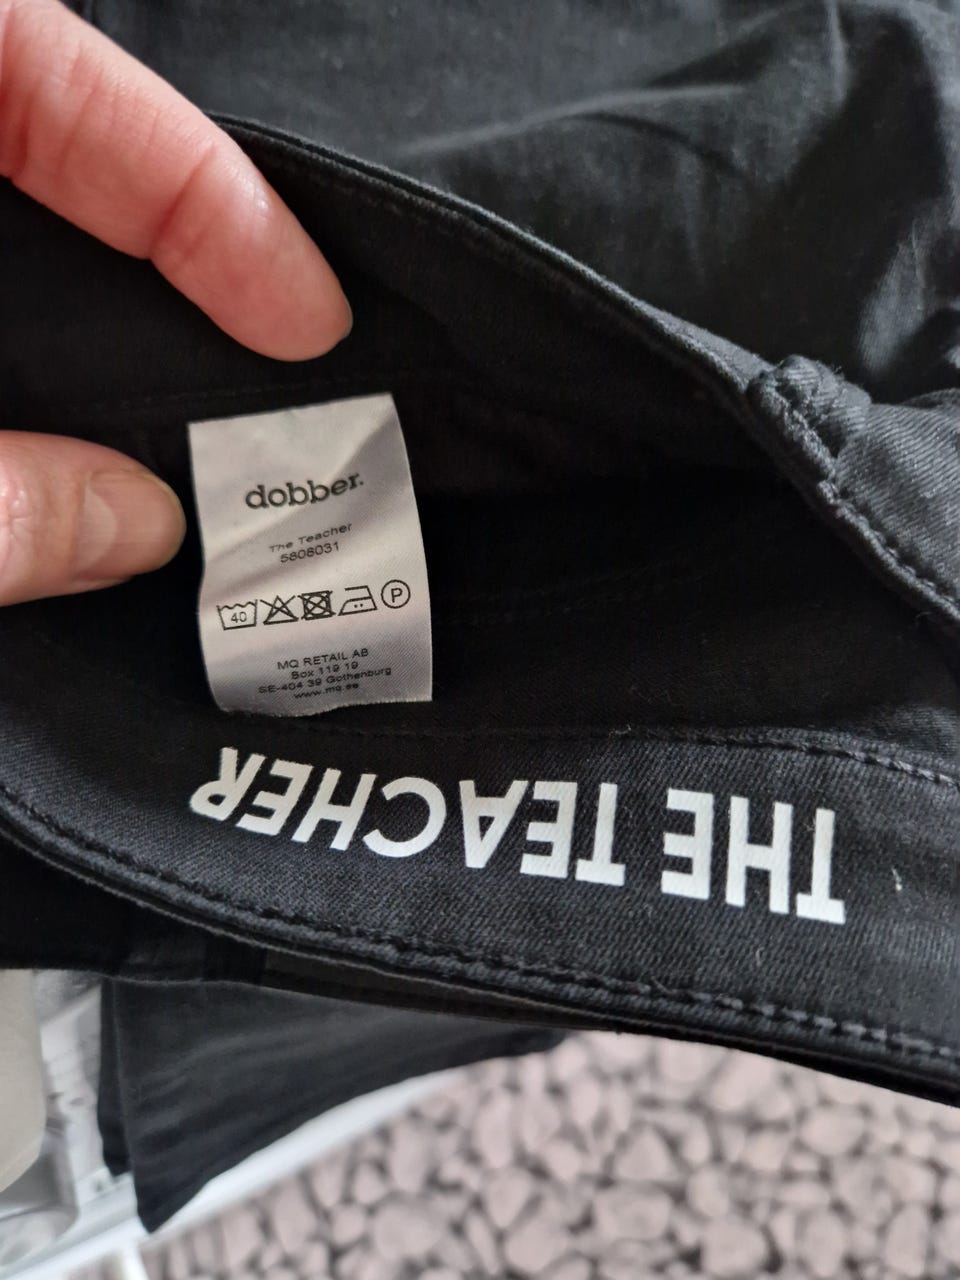 dobber.
The Teacher
5808031
40 P
MQ RETAIL AB
Box 119 19
SE-404 39 Gothenburg
www.mq.se
THE TEACHER